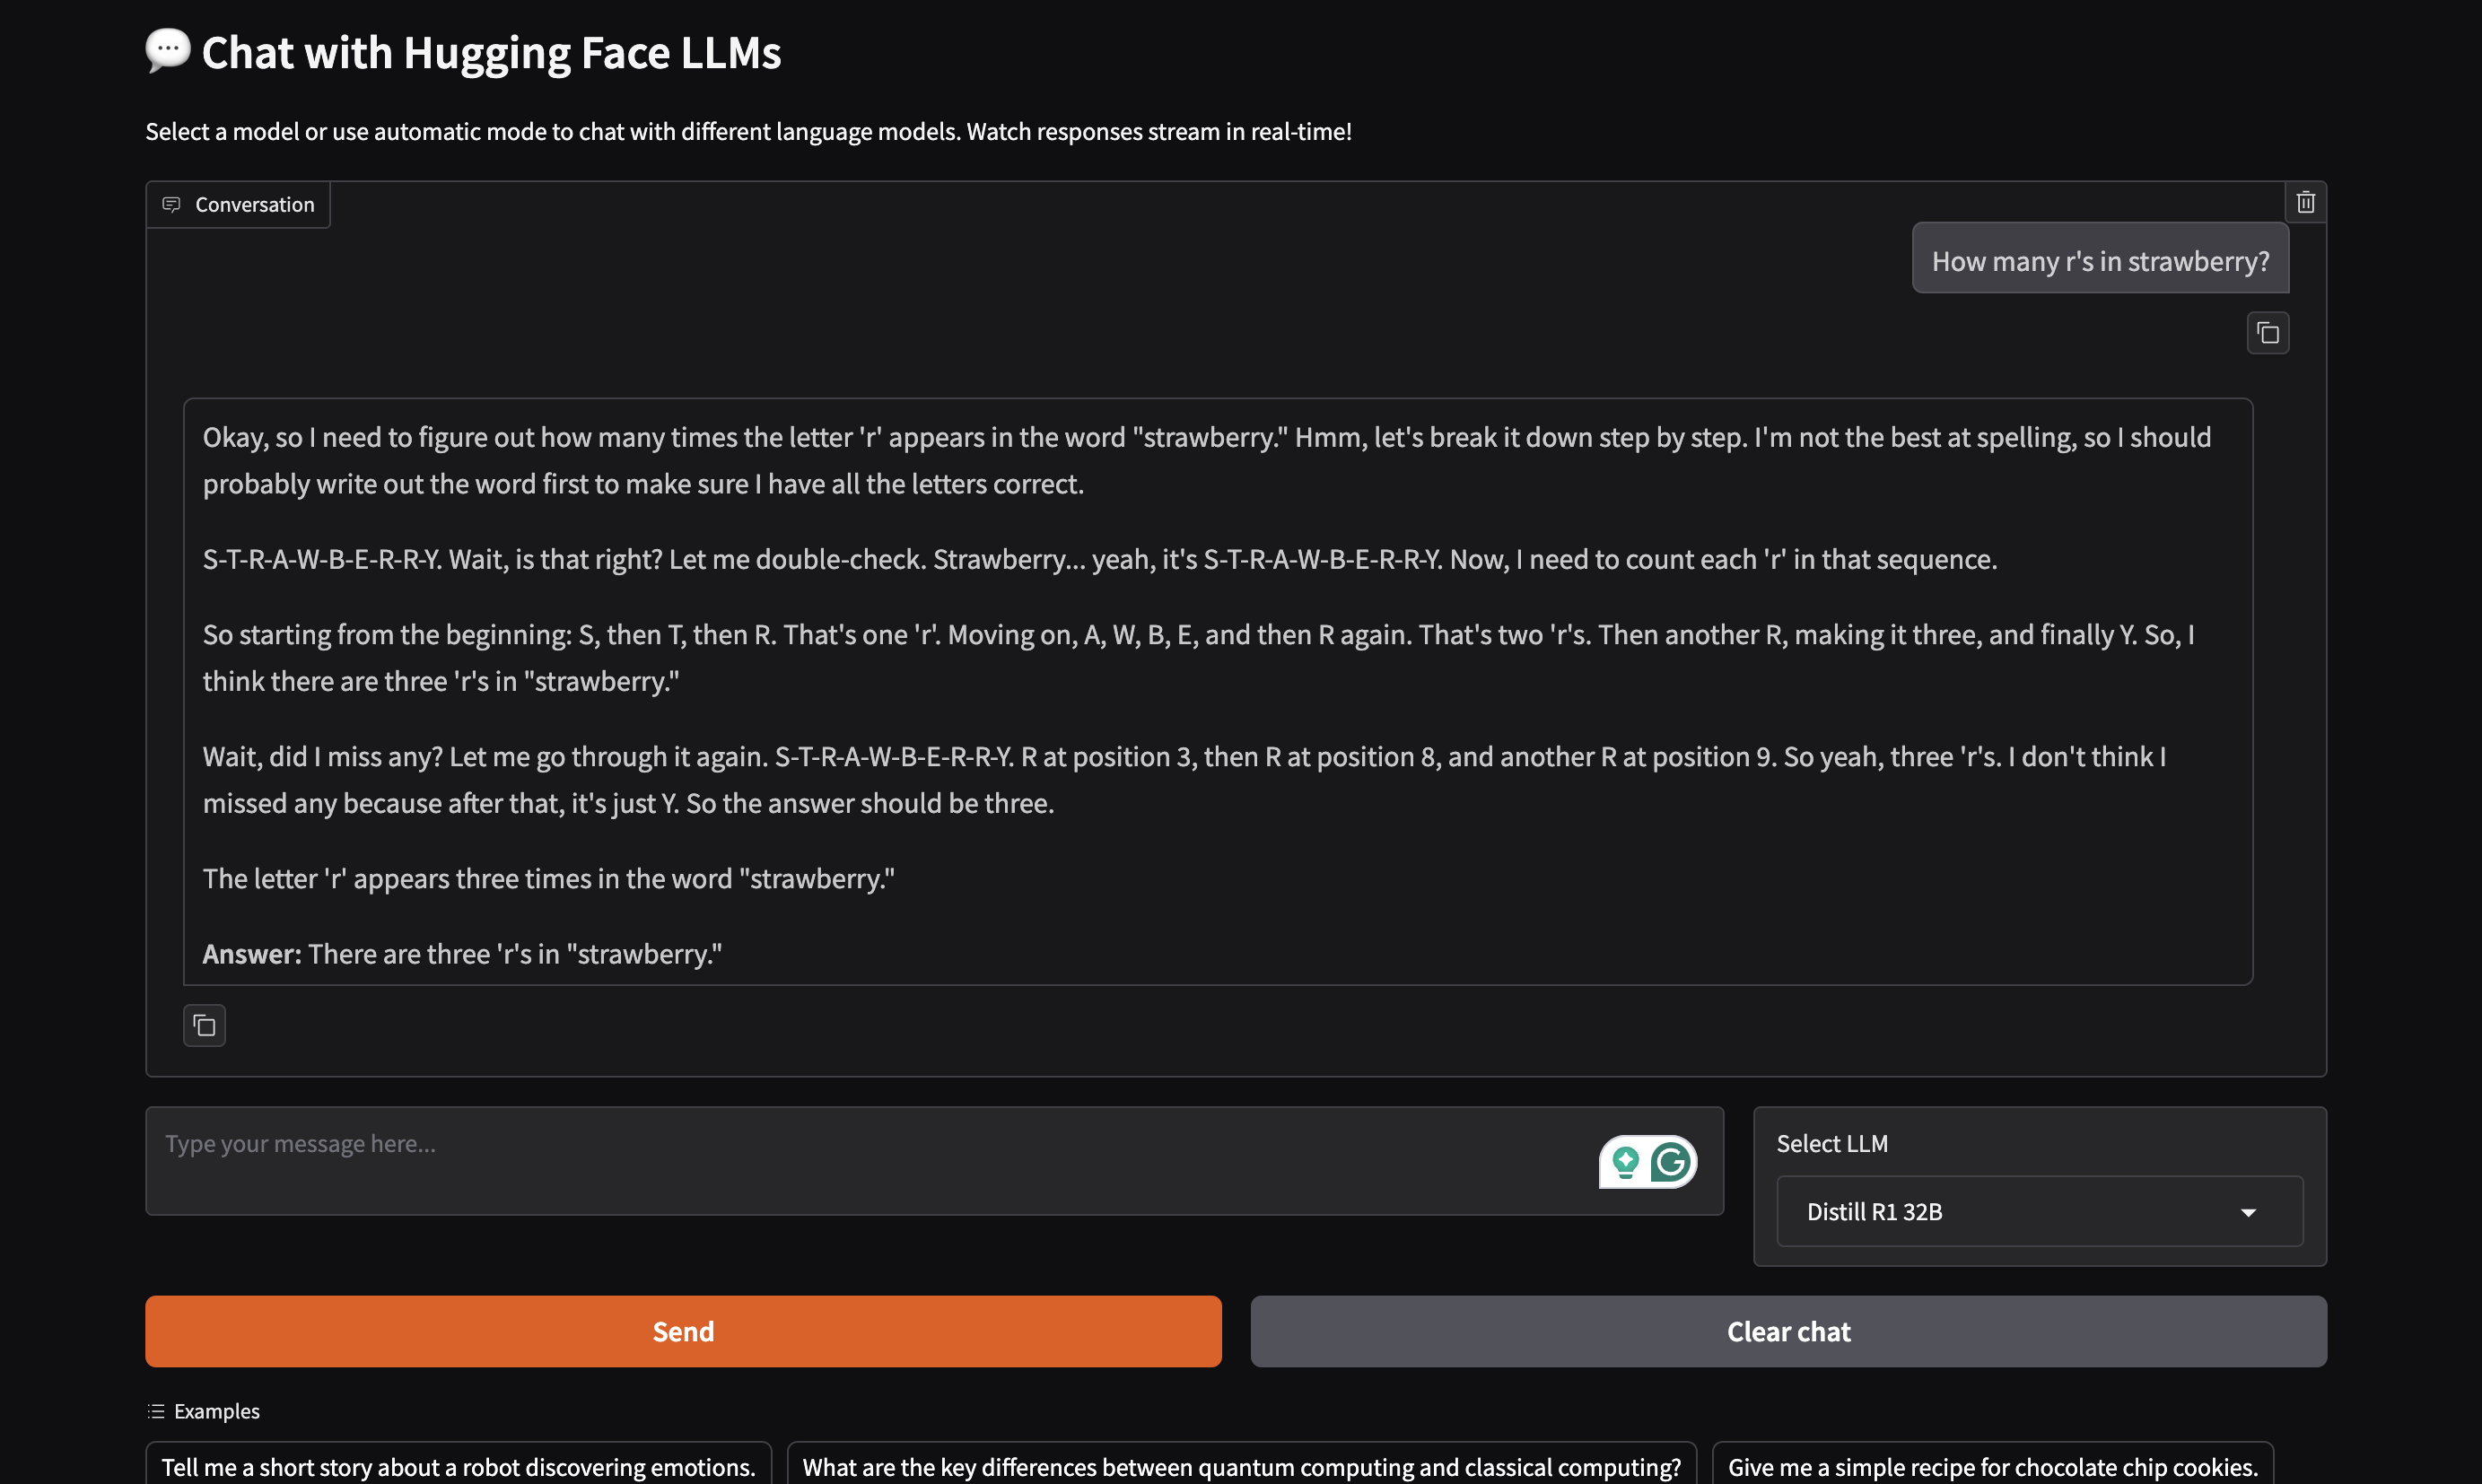 💬 Chat with Hugging Face LLMs
Select a model or use automatic mode to chat with different language models. Watch responses stream in real-time!
Conversation
How many r's in strawberry?
Okay, so I need to figure out how many times the letter 'r' appears in the word "strawberry." Hmm, let's break it down step by step. I'm not the best at spelling, so I should
probably write out the word first to make sure I have all the letters correct.
S-T-R-A-W-B-E-R-R-Y. Wait, is that right? Let me double-check. Strawberry... yeah, it's S-T-R-A-W-B-E-R-R-Y. Now, I need to count each 'r' in that sequence.
So starting from the beginning: S, then T, then R. That's one 'r'. Moving on, A, W, B, E, and then R again. That's two 'r's. Then another R, making it three, and finally Y. So, I
think there are three 'r's in "strawberry."
Wait, did I miss any? Let me go through it again. S-T-R-A-W-B-E-R-R-Y. R at position 3, then R at position 8, and another R at position 9. So yeah, three 'r's. I don't think I
missed any because after that, it's just Y. So the answer should be three.
The letter 'r' appears three times in the word "strawberry."
Answer: There are three 'r's in "strawberry."
Type your message here...
Select LLM
Distill R1 32B
Send
Clear chat
Examples
Tell me a short story about a robot discovering emotions.
What are the key differences between quantum computing and classical computing?
Give me a simple recipe for chocolate chip cookies.